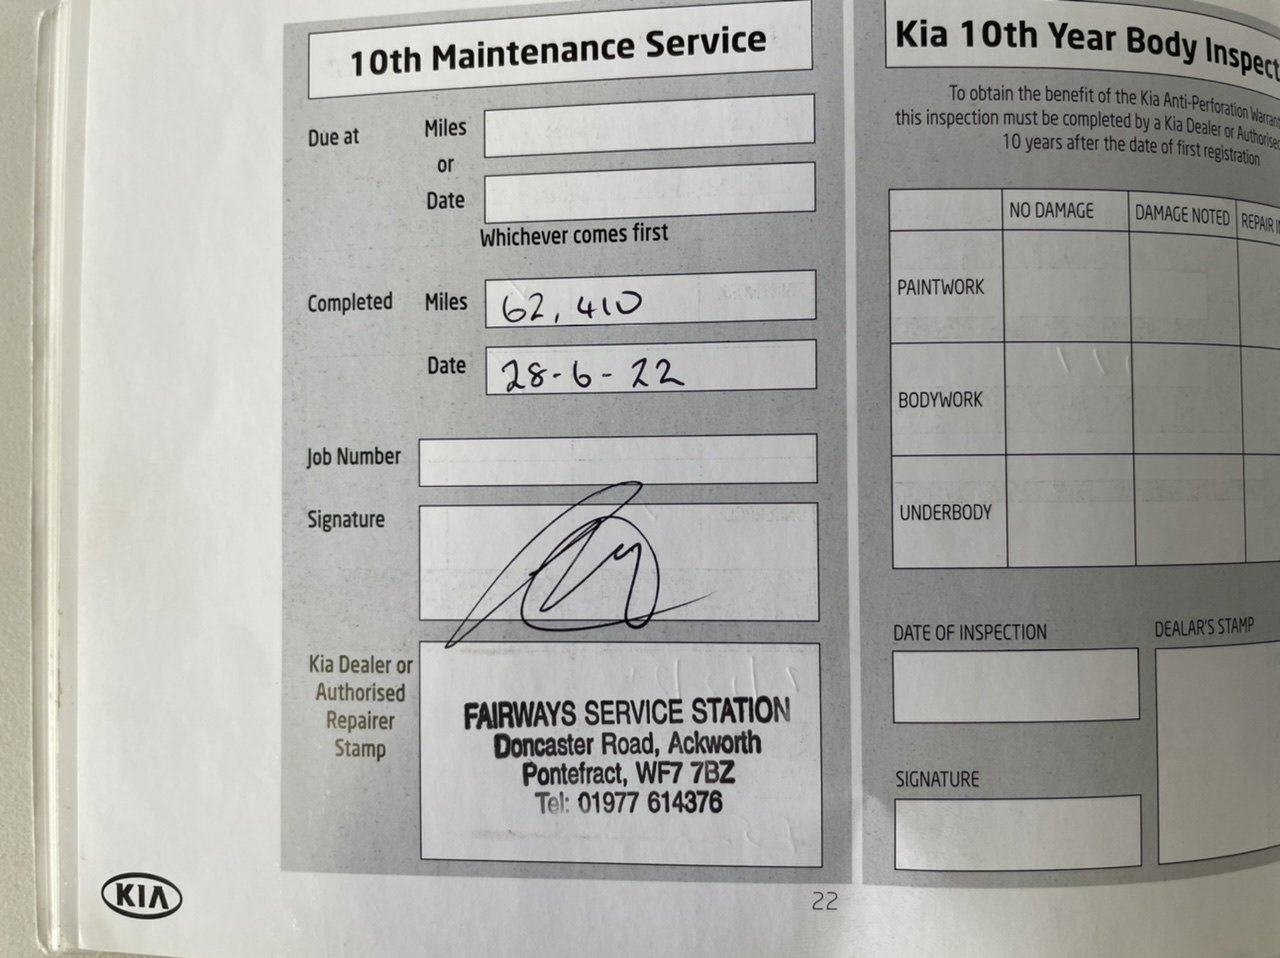 10th Maintenance Service
Due at
Miles
or
Date
Whichever comes first
Completed
Miles
62,410
Date
28-6-22
Job Number
Signature
Kia Dealer or
Authorised
Repairer
Stamp
FAIRWAYS SERVICE STATION
Doncaster Road, Ackworth
Pontefract, WF7 7BZ
Tel: 01977 614376
KIA
22
Kia 10th Year Body Inspect
To obtain the benefit of the Kia Anti-Perforation Warran
this inspection must be completed by a Kia Dealer or Authorise
10 years after the date of first registration
NO DAMAGE
DAMAGE NOTED
REPAIR
PAINTWORK
BODYWORK
UNDERBODY
DATE OF INSPECTION
DEALAR'S STAMP
SIGNATURE